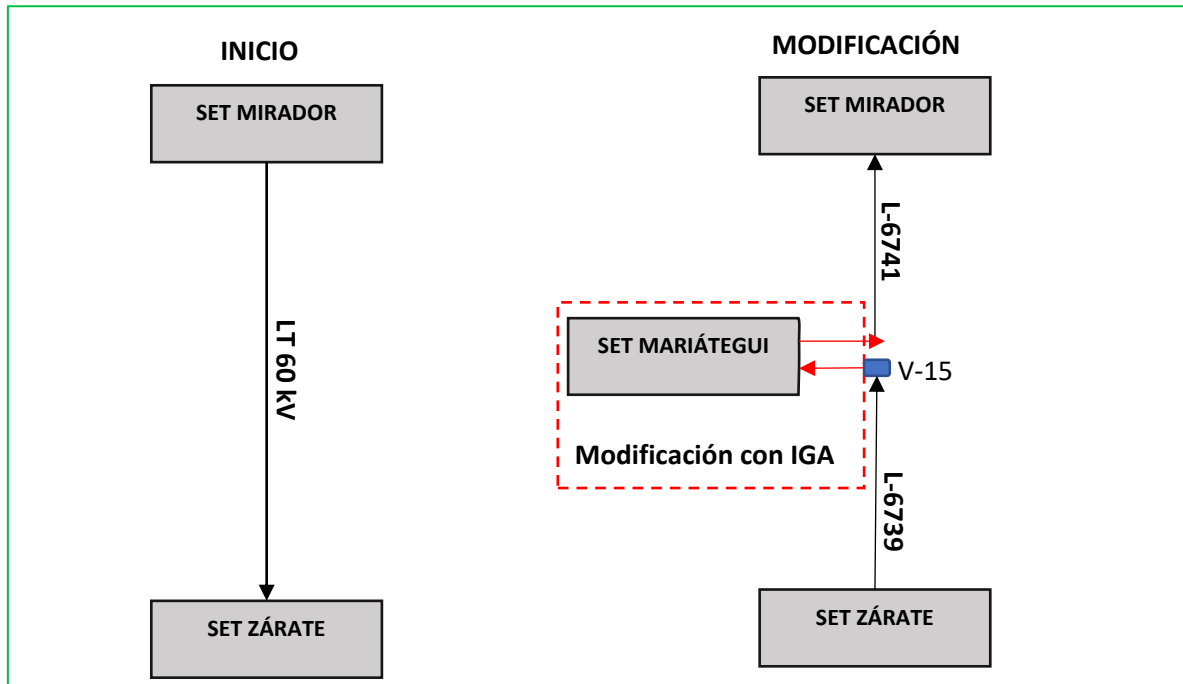 INICIO
SET MIRADOR
LT 60 kV
SET ZÁRATE
MODIFICACIÓN
SET MIRADOR
L-6741
SET MARIÁTEGUI
V-15
Modificación con IGA
L-6739
SET ZÁRATE